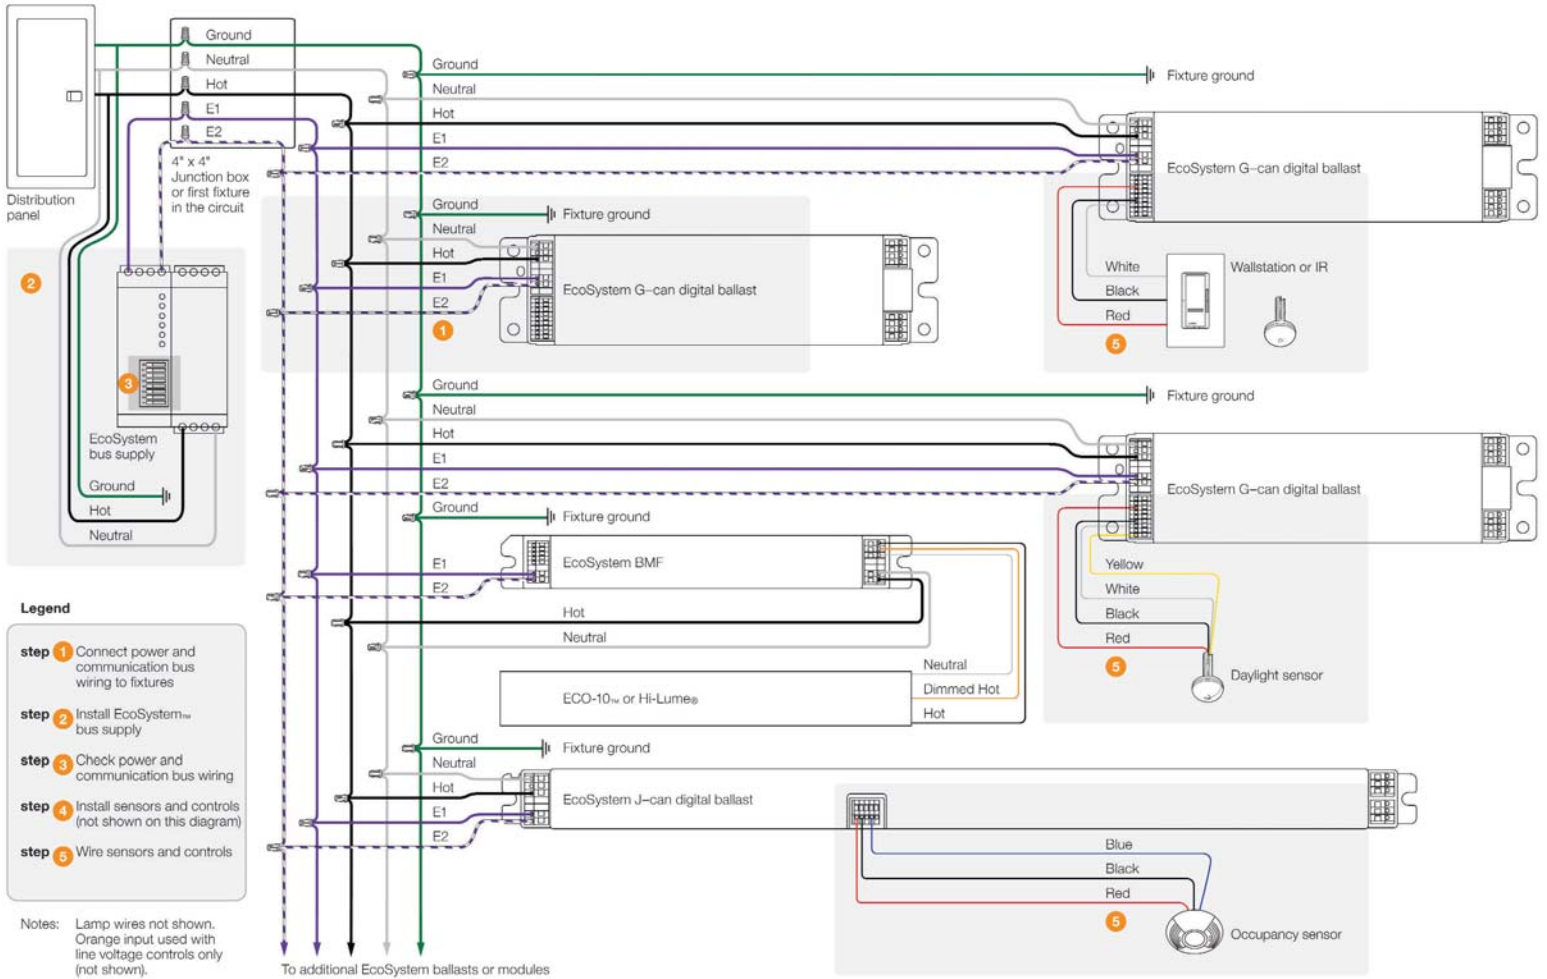 Ground
Neutral
Hot
E1
E2
4" x 4"
Junction box
or first fixture
in the circuit
Distribution
panel
2
3
EcoSystem
bus supply
Ground
Hot
Neutral
Ground
Fixture ground
Neutral
Hot
E1
E2
EcoSystem G-can digital ballast
White
Black
Red
5
Wallstation or IR
Ground
Fixture ground
Neutral
Hot
E1
E2
1
EcoSystem G-can digital ballast
Ground
Fixture ground
Neutral
Hot
E1
E2
EcoSystem G-can digital ballast
Yellow
White
Black
Red
5
Daylight sensor
Ground
Fixture ground
E1
E2
EcoSystem BMF
Hot
Neutral
Neutral
Dimmed Hot
Hot
ECO-10™ or Hi-Lume®
Ground
Fixture ground
Neutral
Hot
E1
E2
EcoSystem J-can digital ballast
Blue
Black
Red
5
Occupancy sensor
To additional EcoSystem ballasts or modules
Legend
step 1 Connect power and
communication bus
wiring to fixtures
step 2 Install EcoSystem™
bus supply
step 3 Check power and
communication bus wiring
step 4 Install sensors and controls
(not shown on this diagram)
step 5 Wire sensors and controls
Notes: Lamp wires not shown.
Orange input used with
line voltage controls only
(not shown).